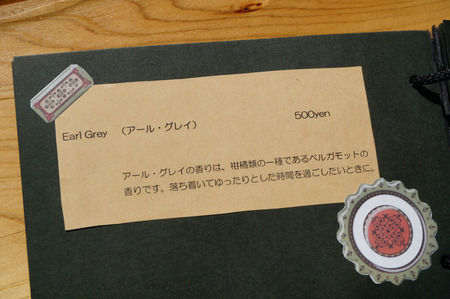 Earl Grey （アール・グレイ） 500yen
アール・グレイの香りは、柑橘類の一種であるベルガモットの
香りです。落ち着いてゆったりとした時間を過ごしたいときに。